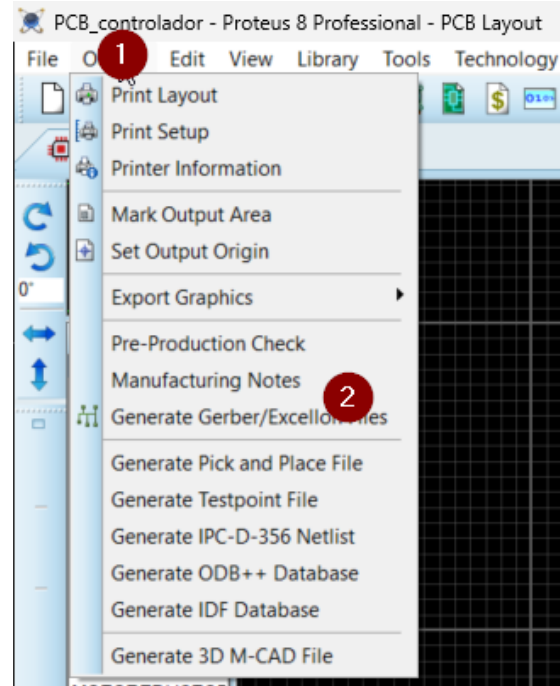 PCB_controlador - Proteus 8 Professional - PCB Layout
File 1 Edit View Library Tools Technology
Print Layout
Print Setup
Printer Information
Mark Output Area
Set Output Origin
0°
Export Graphics
Pre-Production Check
Manufacturing Notes
2
Generate Gerber/Excellon Files
Generate Pick and Place File
Generate Testpoint File
Generate IPC-D-356 Netlist
Generate ODB++ Database
Generate IDF Database
Generate 3D M-CAD File